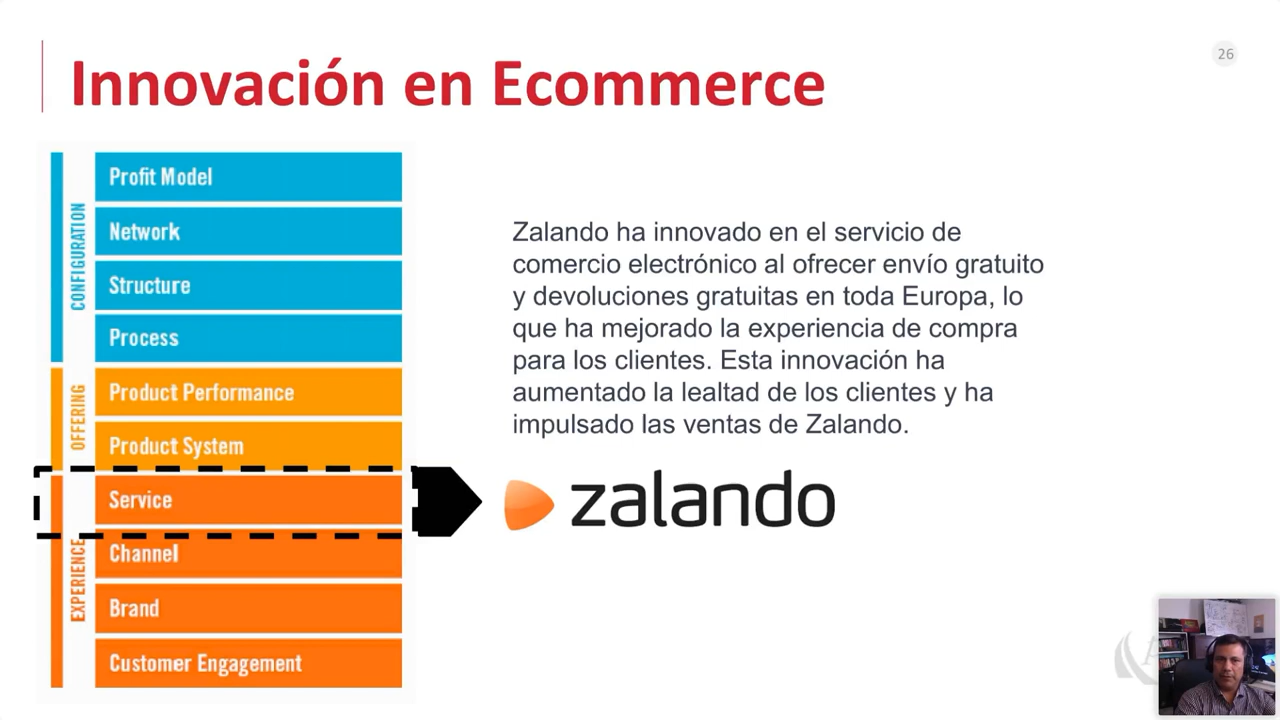 26
Innovación en Ecommerce
CONFIGURATION
Profit Model
Network
Structure
Process
OFFERING
Product Performance
Product System
EXPERIENCE
Service
Channel
Brand
Customer Engagement
Zalando ha innovado en el servicio de
comercio electrónico al ofrecer envío gratuito
y devoluciones gratuitas en toda Europa, lo
que ha mejorado la experiencia de compra
para los clientes. Esta innovación ha
aumentado la lealtad de los clientes y ha
impulsado las ventas de Zalando.
zalando